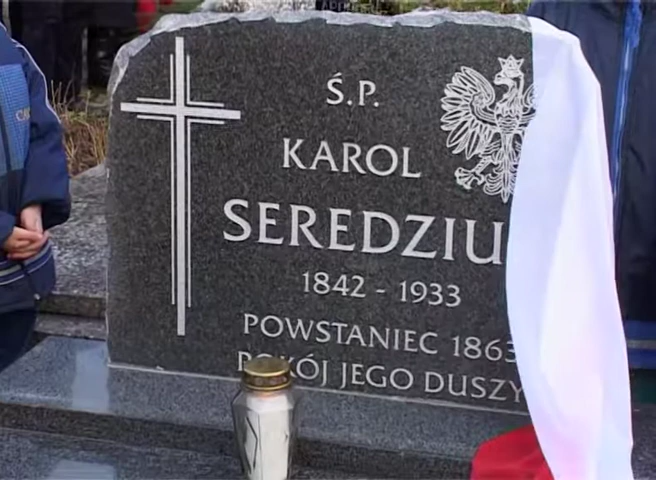 Ś.P.
KAROL
SEREDZIU
1842 - 1933
POWSTANIEC 1863
POKÓJ JEGO DUSZY